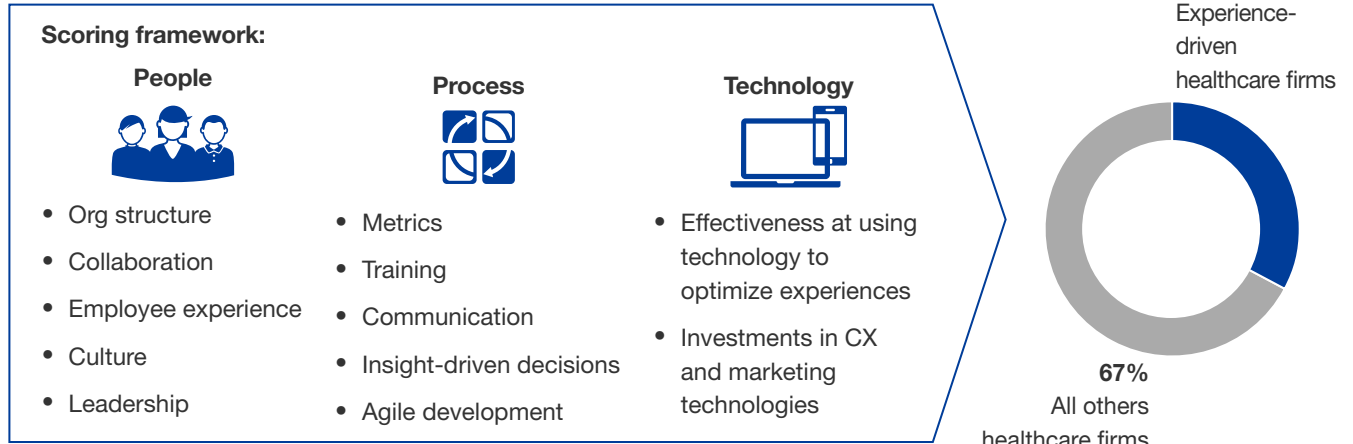 Scoring framework:
People
Org structure
Collaboration
Employee experience
Culture
Leadership
Process
Metrics
Training
Communication
Insight-driven decisions
Agile development
Technology
Effectiveness at using
technology to
optimize experiences
Investments in CX
and marketing
technologies
Experience-
driven
healthcare firms
67%
All others
healthcare firms